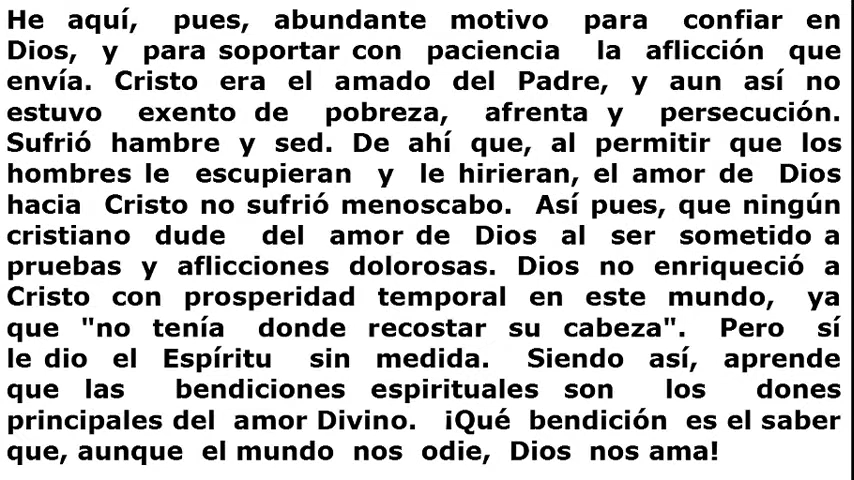 He aquí, pues, abundante motivo para confiar en
Dios, y para soportar con paciencia la aflicción que
envía. Cristo era el amado del Padre, y aun así no
estuvo exento de pobreza, afrenta y persecución.
Sufrió hambre y sed. De ahí que, al permitir que los
hombres le escupieran y le hirieran, el amor de Dios
hacia Cristo no sufrió menoscabo. Así pues, que ningún
cristiano dude del amor de Dios al ser sometido a
pruebas y aflicciones dolorosas. Dios no enriqueció a
Cristo con prosperidad temporal en este mundo, ya
que "no tenía donde recostar su cabeza". Pero sí
le dio el Espíritu sin medida. Siendo así, aprende
que las bendiciones espirituales son los dones
principales del amor Divino. ¡Qué bendición es el saber
que, aunque el mundo nos odie, Dios nos ama!